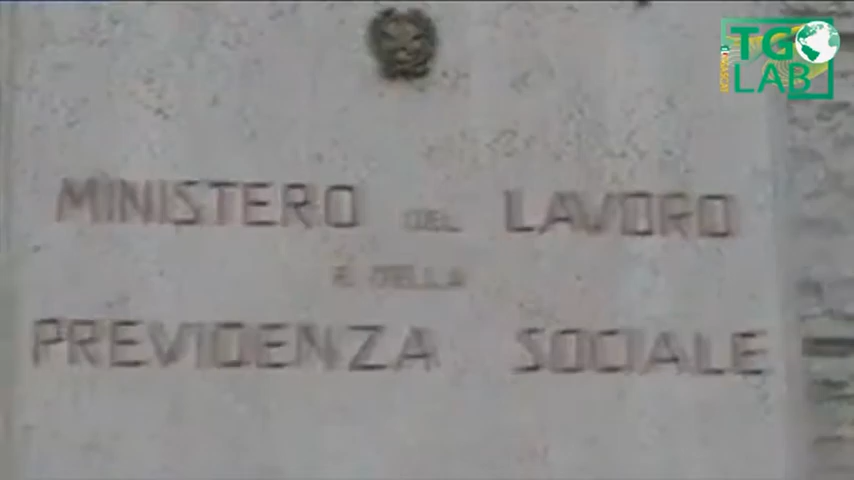 MINISTERO DEL LAVORO
E DELLA
PREVIDENZA SOCIALE
TG
LAB